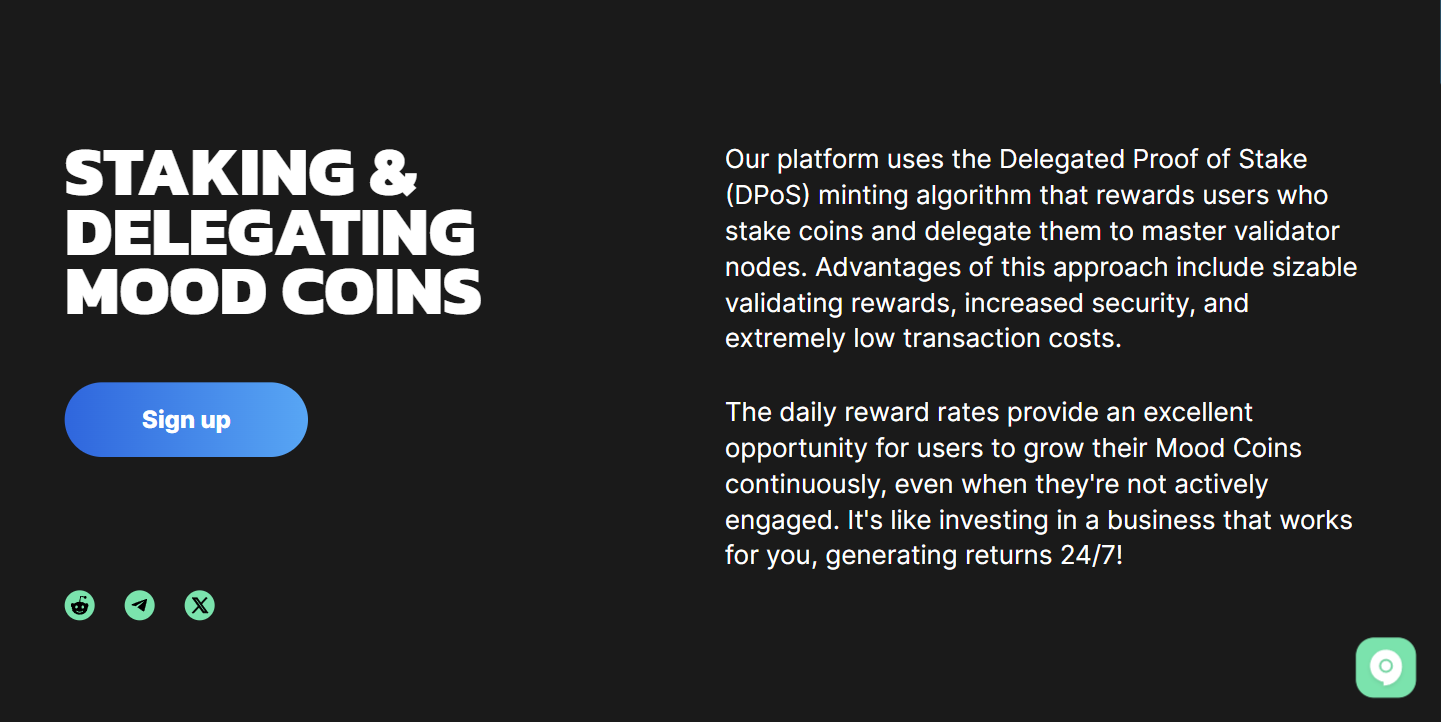 STAKING &
DELEGATING
MOOD COINS
Sign up
Our platform uses the Delegated Proof of Stake
(DPoS) minting algorithm that rewards users who
stake coins and delegate them to master validator
nodes. Advantages of this approach include sizable
validating rewards, increased security, and
extremely low transaction costs.
The daily reward rates provide an excellent
opportunity for users to grow their Mood Coins
continuously, even when they're not actively
engaged. It's like investing in a business that works
for you, generating returns 24/7!